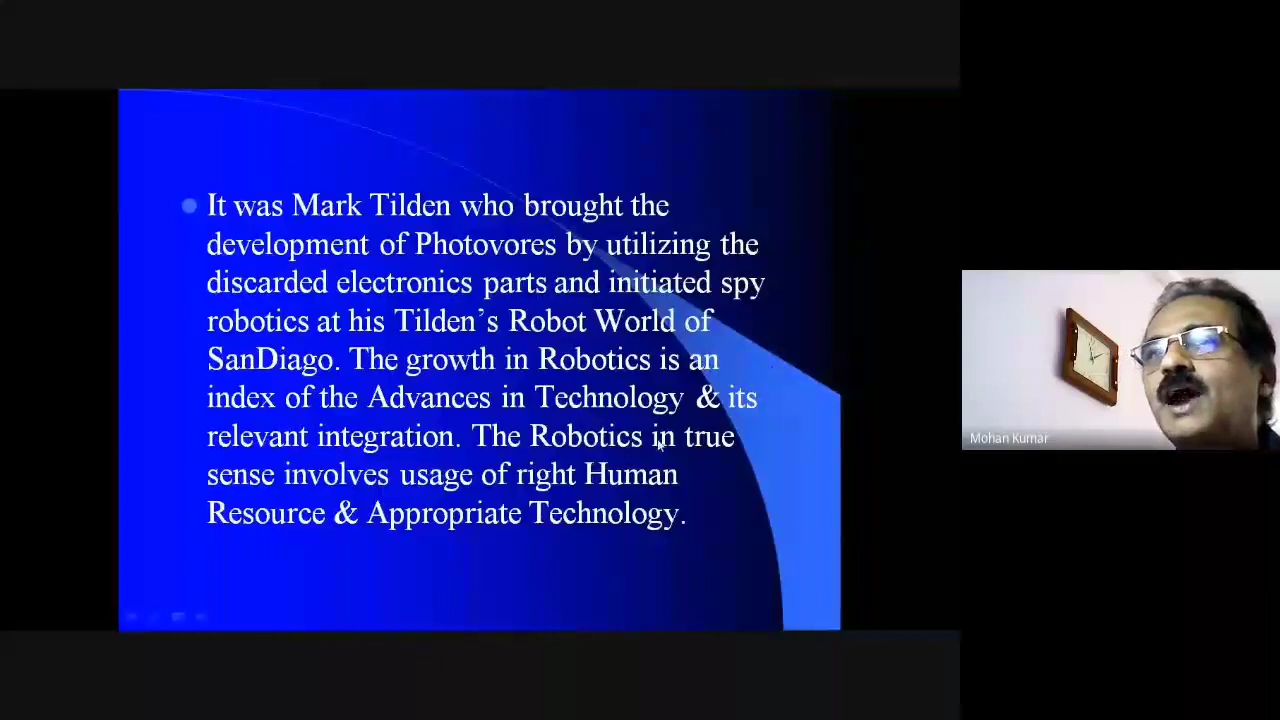 It was Mark Tilden who brought the
development of Photovores by utilizing the
discarded electronics parts and initiated spy
robotics at his Tilden’s Robot World of
SanDiago. The growth in Robotics is an
index of the Advances in Technology & its
relevant integration. The Robotics in true
sense involves usage of right Human
Resource & Appropriate Technology.
Mohan Kumar